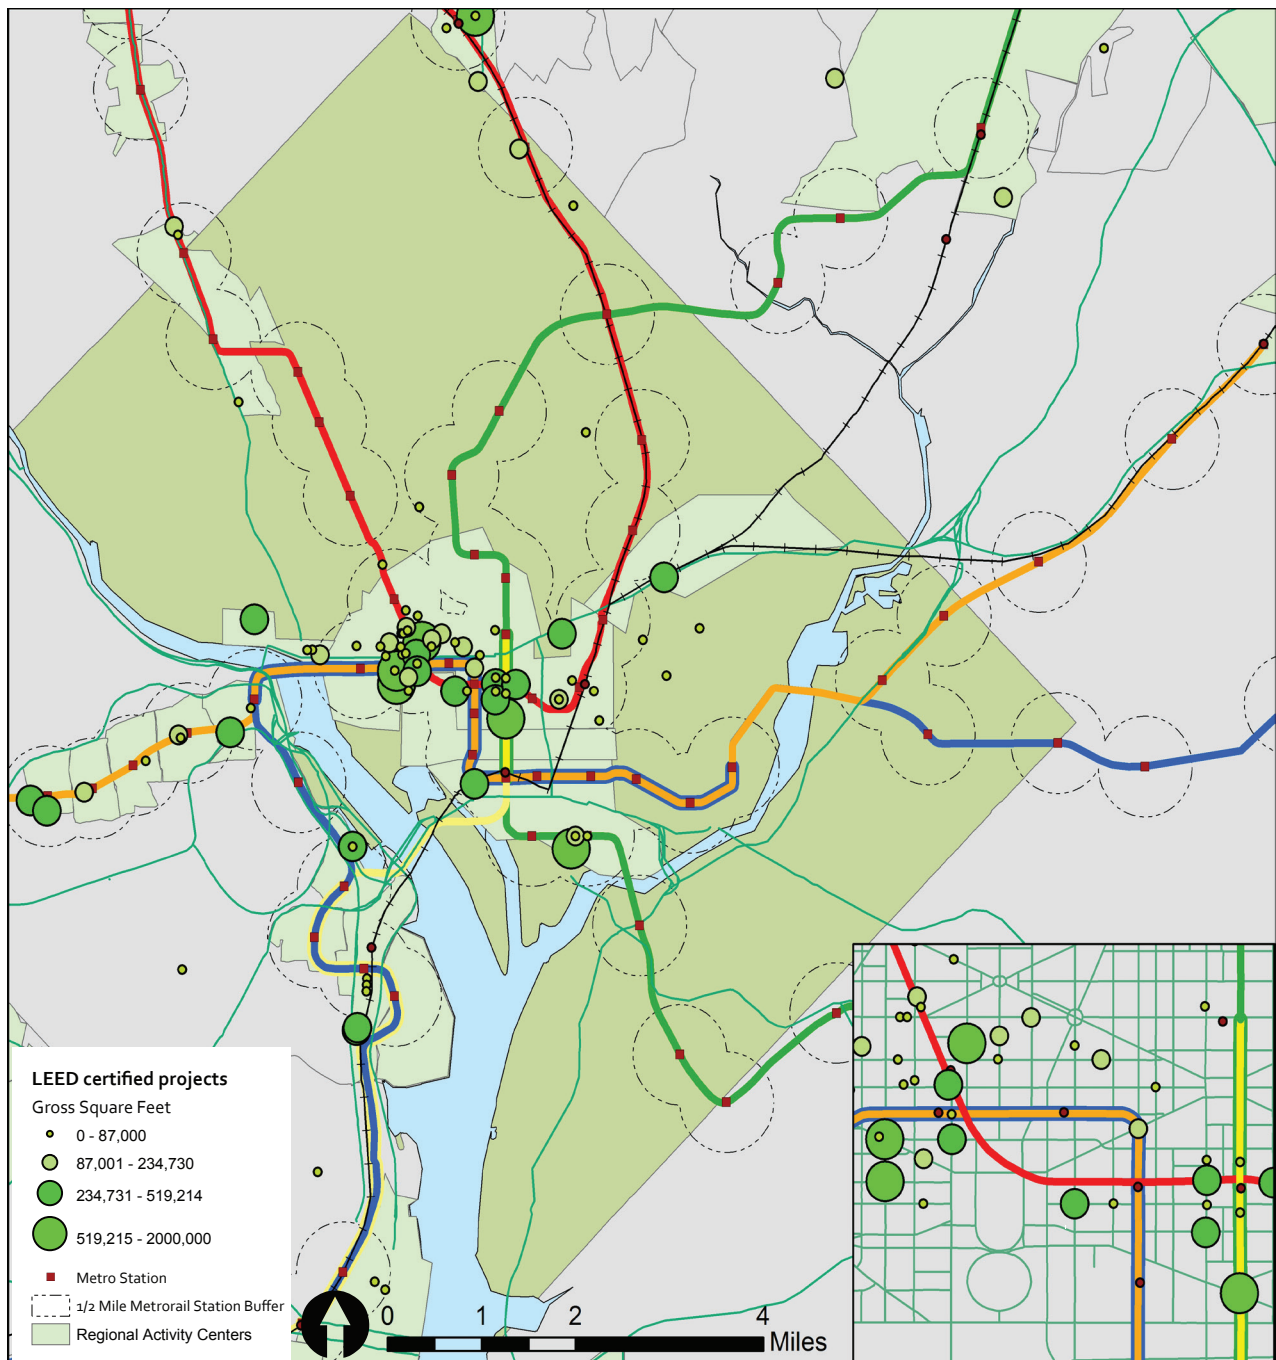 LEED certified projects
Gross Square Feet
0 - 87,000
87,001 - 234,730
234,731 - 519,214
519,215 - 2000,000
Metro Station
1/2 Mile Metrorail Station Buffer
Regional Activity Centers
0 1 2 4
Miles